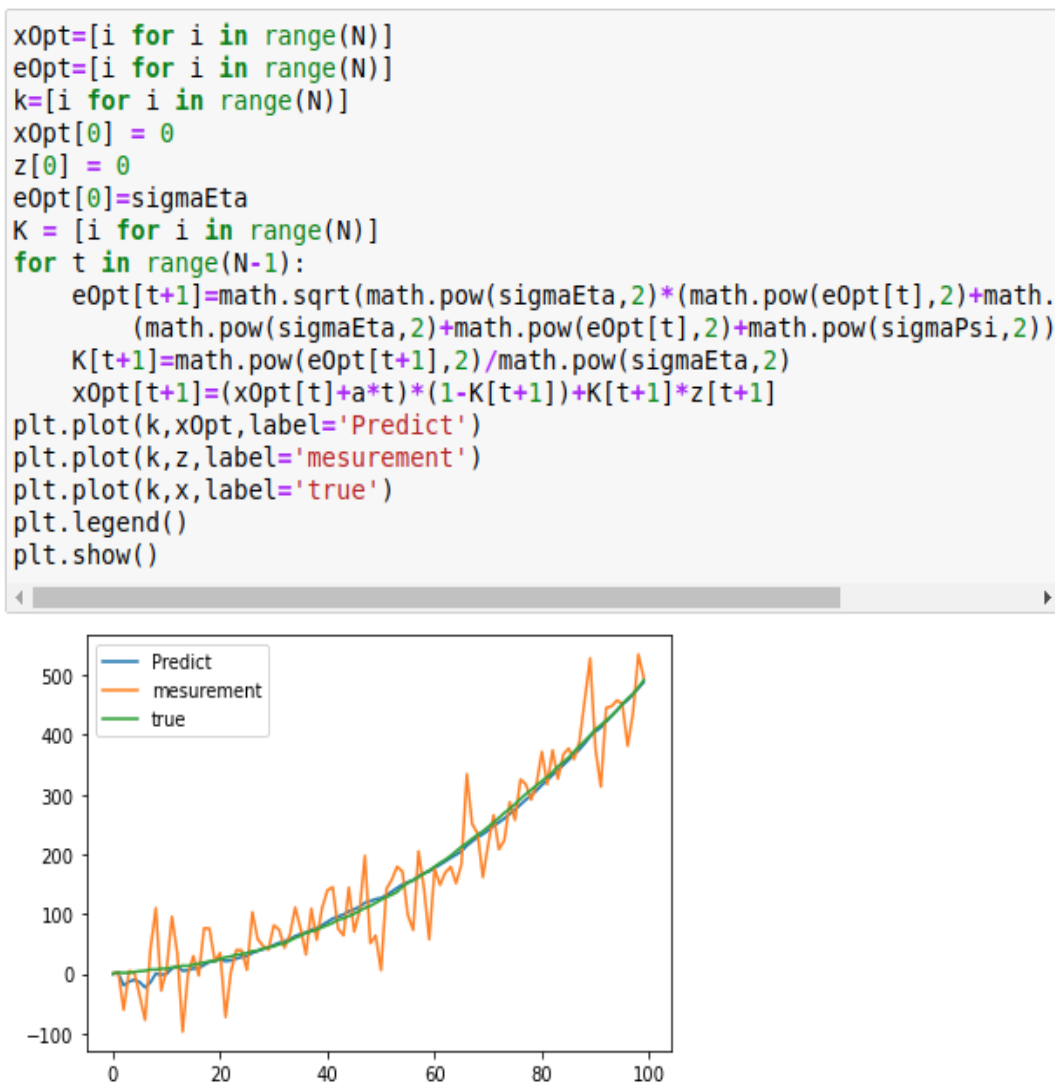 xOpt=[i for i in range(N)]
eOpt=[i for i in range(N)]
k=[i for i in range(N)]
xOpt[0] = 0
z[0] = 0
eOpt[0]=sigmaEta
K = [i for i in range(N)]
for t in range(N-1):
    eOpt[t+1]=math.sqrt(math.pow(sigmaEta,2)*(math.pow(eOpt[t],2)+math.
        (math.pow(sigmaEta,2)+math.pow(eOpt[t],2)+math.pow(sigmaPsi,2))
    K[t+1]=math.pow(eOpt[t+1],2)/math.pow(sigmaEta,2)
    xOpt[t+1]=(xOpt[t]+a*t)*(1-K[t+1])+K[t+1]*z[t+1]
plt.plot(k,xOpt,label='Predict')
plt.plot(k,z,label='mesurement')
plt.plot(k,x,label='true')
plt.legend()
plt.show()
Predict
mesurement
true
500
400
300
200
100
0
−100
0 20 40 60 80 100